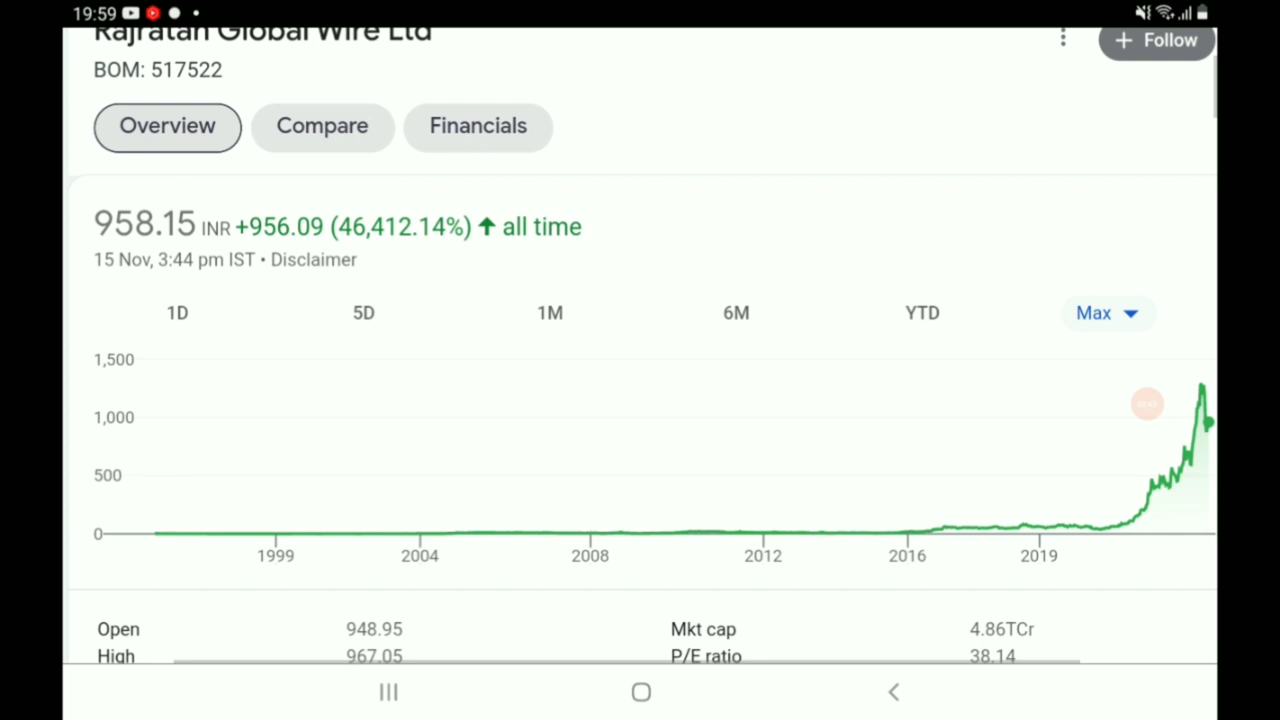 19:59
Rajratan Global Wire Ltd
Follow
BOM: 517522
Overview Compare Financials
958.15 INR +956.09 (46,412.14%) ↑ all time
15 Nov, 3:44 pm IST • Disclaimer
1D 5D 1M 6M YTD Max
1,500
1,000
500
0
1999 2004 2008 2012 2016 2019
Open 948.95 Mkt cap 4.86TCr
High 967.05 P/E ratio 38.14